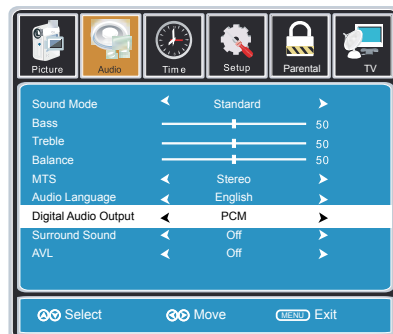 Picture Audio Time Setup Parental TV
Sound Mode Standard
Bass 50
Treble 50
Balance 50
MTS Stereo
Audio Language English
Digital Audio Output PCM
Surround Sound Off
AVL Off
Select Move MENU Exit